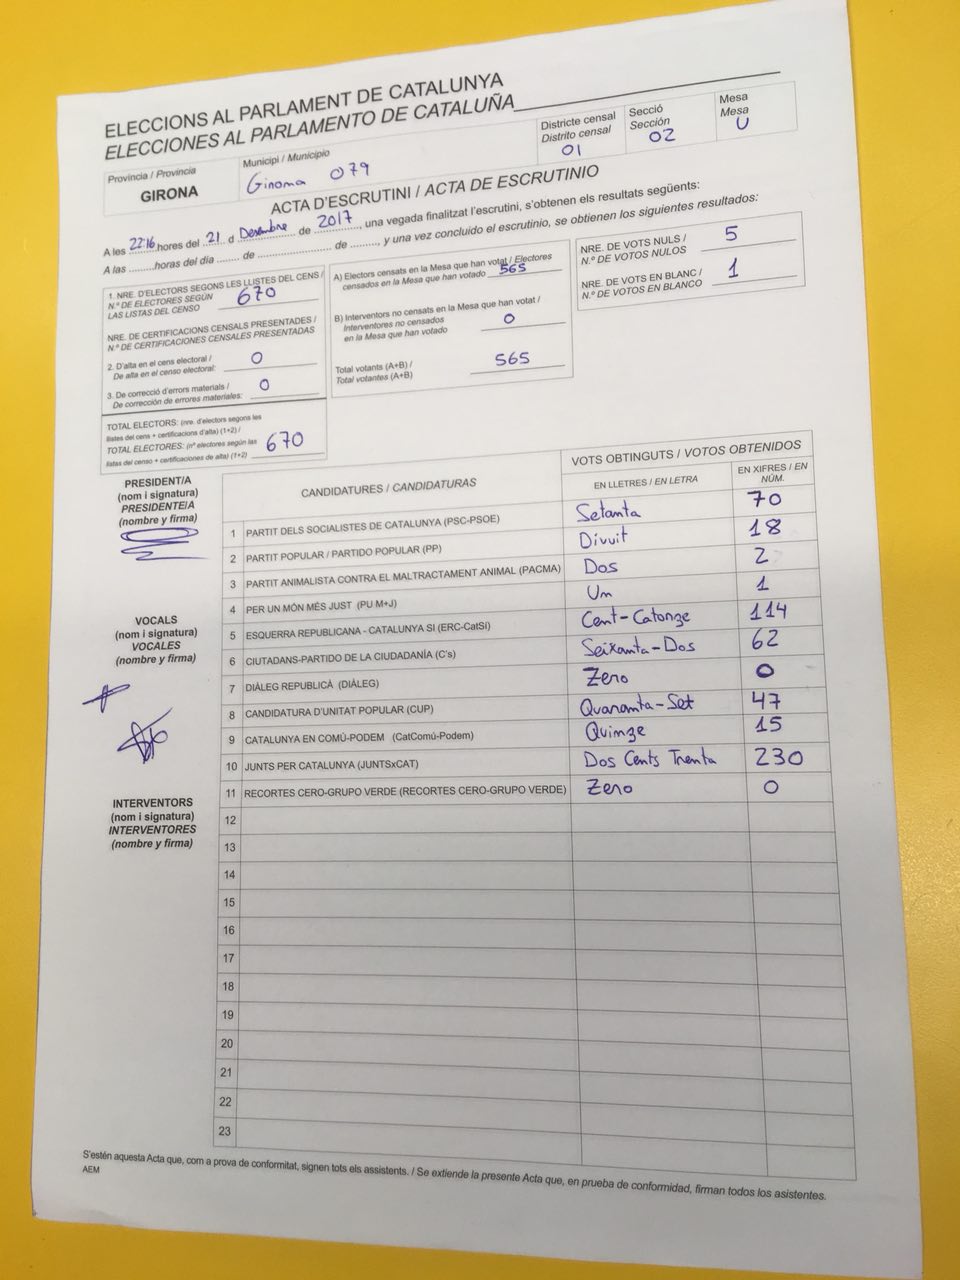 ELECCIONS AL PARLAMENT DE CATALUNYA
ELECCIONES AL PARLAMENTO DE CATALUÑA
Província / Provincia
GIRONA
Municipi / Municipio
Girona 079
Districte censal
Distrito censal
01
Secció
Sección
02
Mesa
Mesa
U
ACTA D'ESCRUTINI / ACTA DE ESCRUTINIO
A les 22:16 hores del 21 d Desembre de 2017, una vegada finalitzat l'escrutini, s'obtenen els resultats següents:
A las ........horas del día ....... de ...................... de ........, y una vez concluido el escrutinio, se obtienen los siguientes resultados:
1. NRE. D'ELECTORS SEGONS LES LLISTES DEL CENS /
N.º DE ELECTORES SEGÚN
LAS LISTAS DEL CENSO
670
NRE. DE CERTIFICACIONS CENSALS PRESENTADES /
N.º DE CERTIFICACIONES CENSALES PRESENTADAS
2. D'alta en el cens electoral /
De alta en el censo electoral:
0
3. De correcció d'errors materials /
De corrección de errores materiales:
0
TOTAL ELECTORS: (nre. d'electors segons les
llistes del cens + certificacions d'alta) (1+2) /
TOTAL ELECTORES: (nº electores según las
listas del censo + certificaciones de alta) (1+2)
670
A) Electors censats en la Mesa que han votat / Electores
censados en la Mesa que han votado
565
B) Interventors no censats en la Mesa que han votat /
Interventores no censados
en la Mesa que han votado
0
Total votants (A+B) /
Total votantes (A+B)
565
NRE. DE VOTS NULS /
N.º DE VOTOS NULOS
5
NRE. DE VOTS EN BLANC /
N.º DE VOTOS EN BLANCO
1
PRESIDENT/A
(nom i signatura)
PRESIDENTE/A
(nombre y firma)
VOCALS
(nom i signatura)
VOCALES
(nombre y firma)
INTERVENTORS
(nom i signatura)
INTERVENTORES
(nombre y firma)
CANDIDATURES / CANDIDATURAS
VOTS OBTINGUTS / VOTOS OBTENIDOS
EN LLETRES / EN LETRA
EN XIFRES / EN NÚM.
1 PARTIT DELS SOCIALISTES DE CATALUNYA (PSC-PSOE) Setanta 70
2 PARTIT POPULAR / PARTIDO POPULAR (PP) Divuit 18
3 PARTIT ANIMALISTA CONTRA EL MALTRACTAMENT ANIMAL (PACMA) Dos 2
4 PER UN MÓN MÉS JUST (PU M+J) Un 1
5 ESQUERRA REPUBLICANA - CATALUNYA SI (ERC-CatSi) Cent-Catorze 114
6 CIUTADANS-PARTIDO DE LA CIUDADANÍA (C's) Seixanta-Dos 62
7 DIÀLEG REPUBLICÀ (DIÀLEG) Zero 0
8 CANDIDATURA D'UNITAT POPULAR (CUP) Quaranta-Set 47
9 CATALUNYA EN COMÚ-PODEM (CatComú-Podem) Quinze 15
10 JUNTS PER CATALUNYA (JUNTSxCAT) Dos Cents Trenta 230
11 RECORTES CERO-GRUPO VERDE (RECORTES CERO-GRUPO VERDE) Zero 0
12
13
14
15
16
17
18
19
20
21
22
23
S'estén aquesta Acta que, com a prova de conformitat, signen tots els assistents. / Se extiende la presente Acta que, en prueba de conformidad, firman todos los asistentes.
AEM